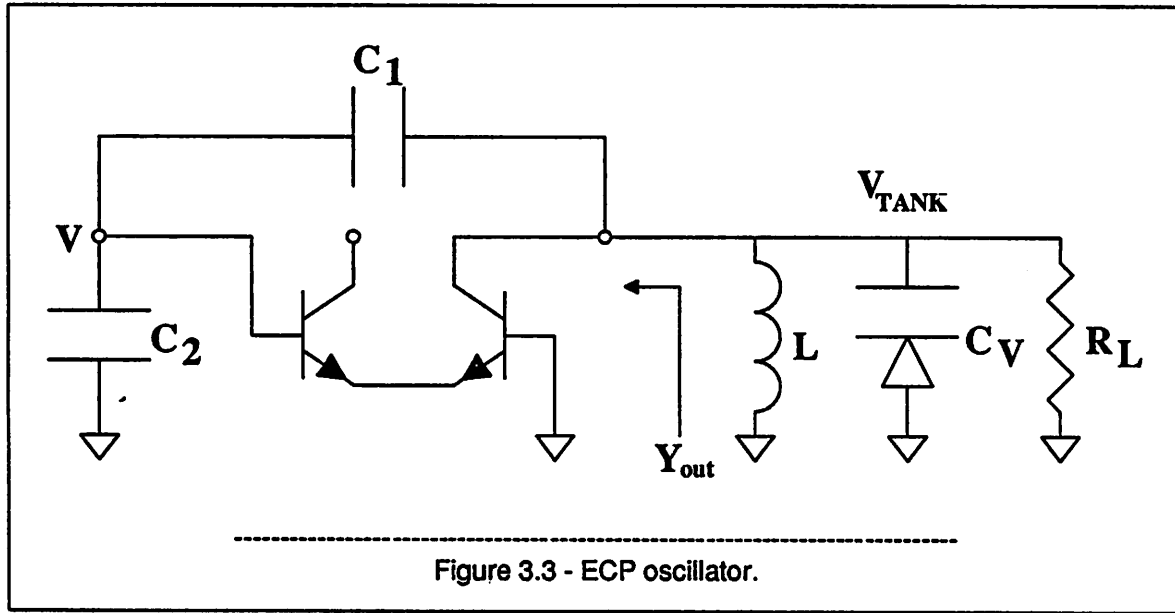 C1
V
C2
VTANK
L
CV
RL
Yout
Figure 3.3 - ECP oscillator.